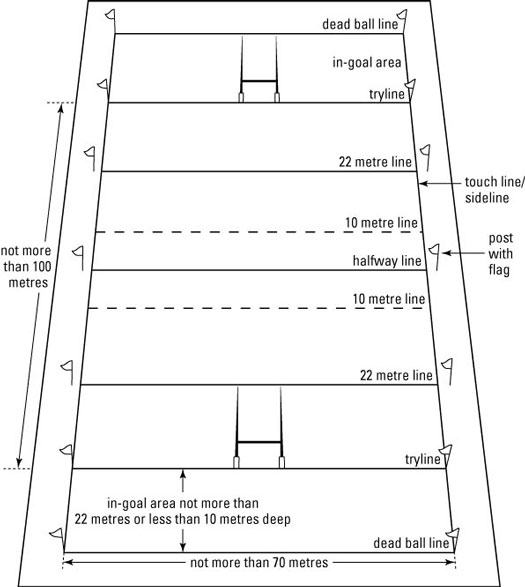 dead ball line
in-goal area
tryline
22 metre line
touch line/
sideline
10 metre line
post
with
flag
not more
than 100
metres
halfway line
10 metre line
22 metre line
tryline
in-goal area not more than
22 metres or less than 10 metres deep
dead ball line
not more than 70 metres